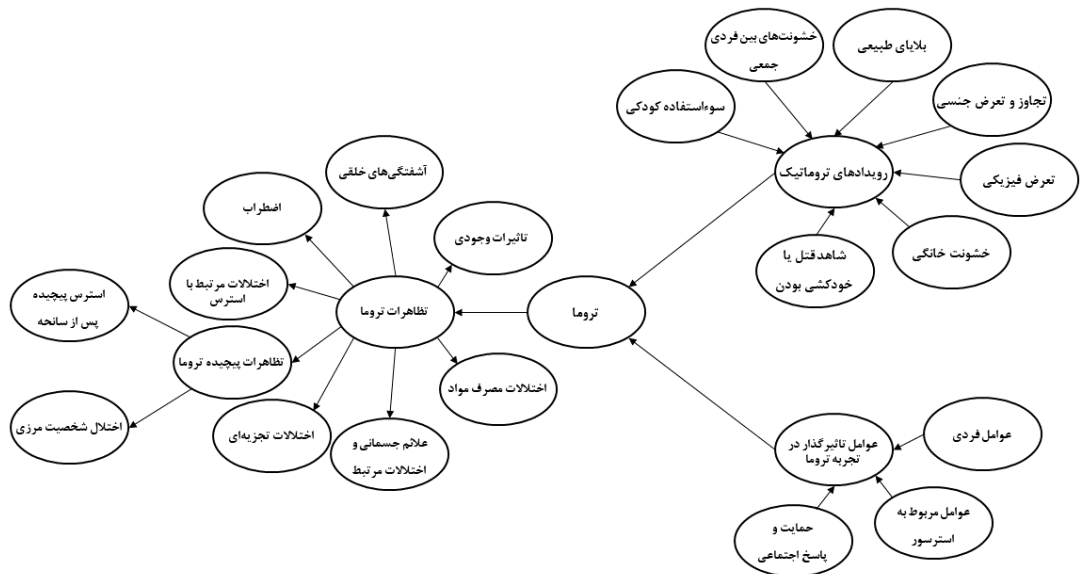 خشونت‌های بین فردی
جمعی
بلایای طبیعی
سوءاستفاده کودکی
تجاوز و تعرض جنسی
رویدادهای تروماتیک
تعرض فیزیکی
خشونت خانگی
شاهد قتل یا
خودکشی بودن
آشفتگی‌های خلقی
اضطراب
تاثیرات وجودی
اختلالات مرتبط با
استرس
تظاهرات تروما
تروما
استرس پیچیده
پس از سانحه
تظاهرات پیچیده تروما
اختلال شخصیت مرزی
اختلالات تجزیه‌ای
علائم جسمانی و
اختلالات مرتبط
اختلالات مصرف مواد
عوامل تاثیرگذار در
تجربه تروما
عوامل فردی
عوامل مربوط به
استرسور
حمایت و
پاسخ اجتماعی